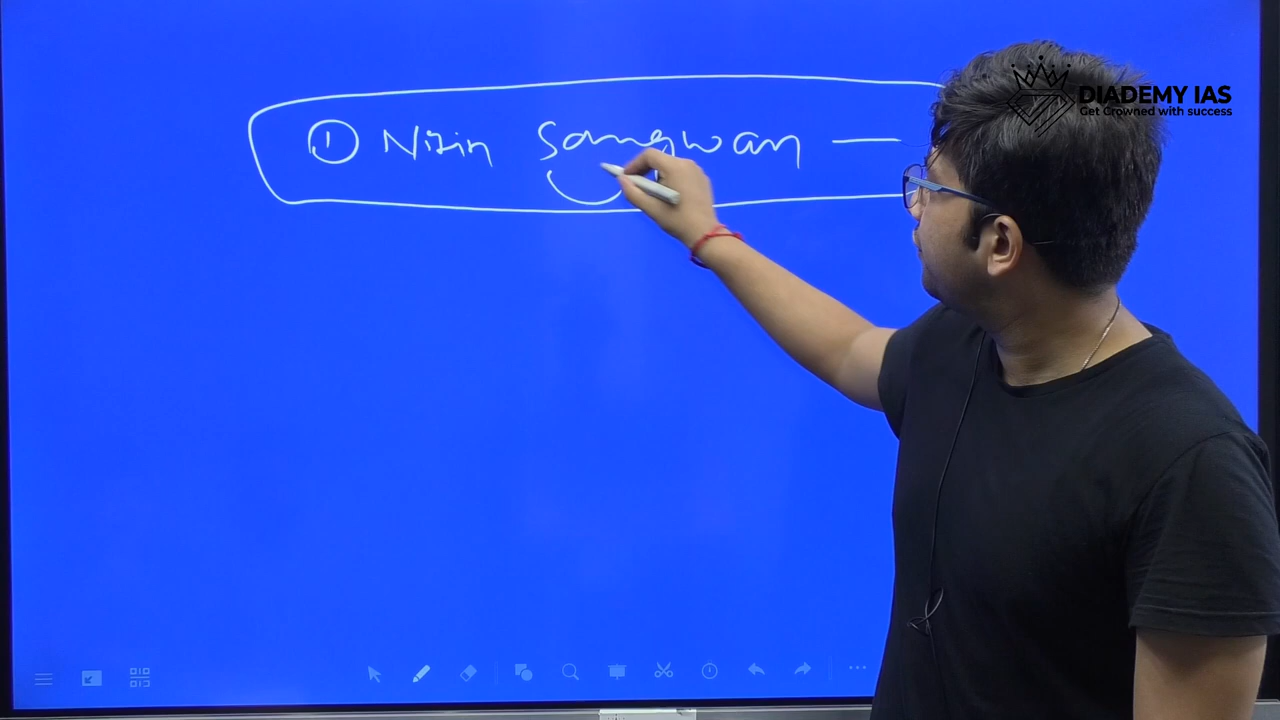 ① Nitin Sangwan —
DIADEMY IAS
Get Crowned with success